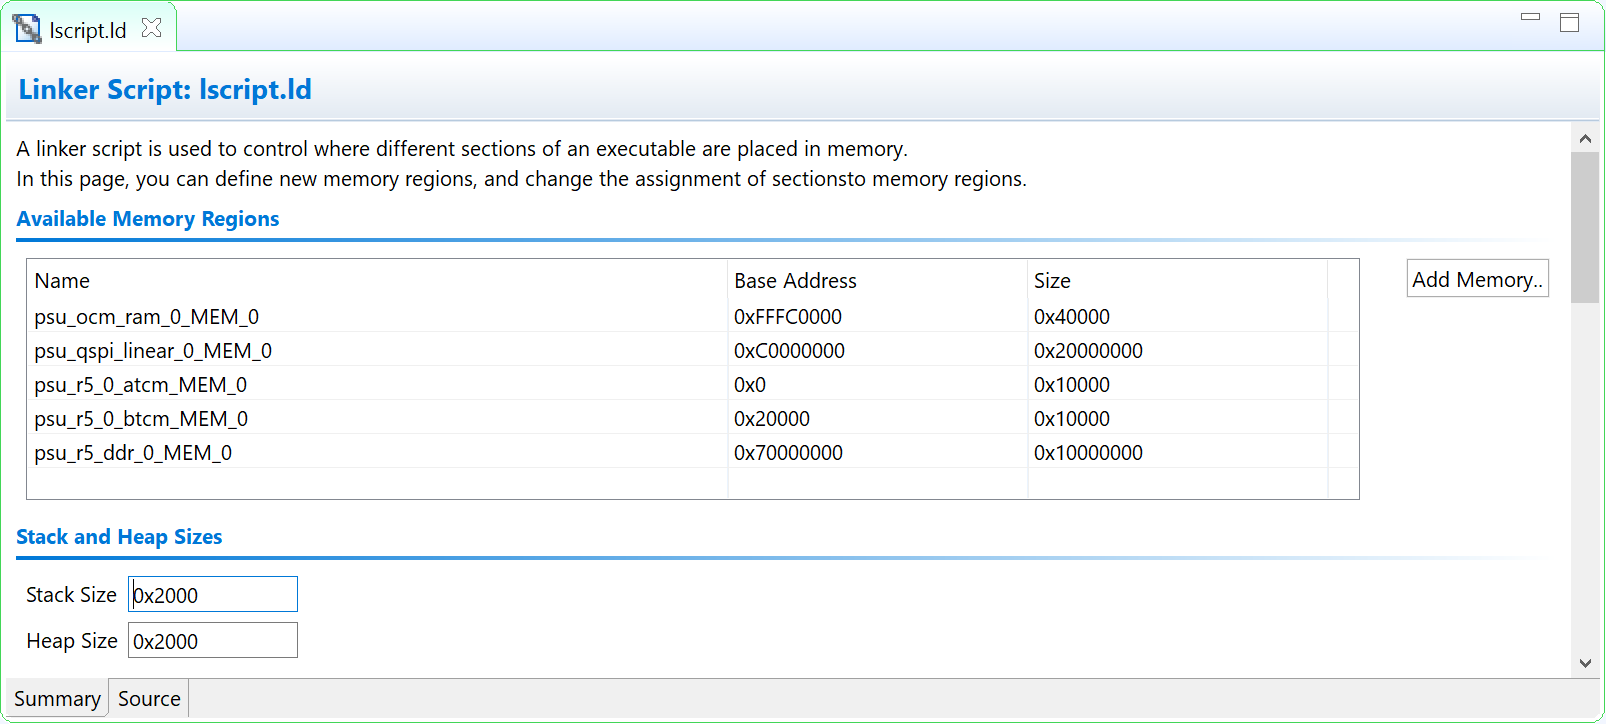 lscript.ld
Linker Script: lscript.ld
A linker script is used to control where different sections of an executable are placed in memory.
In this page, you can define new memory regions, and change the assignment of sectionsto memory regions.
Available Memory Regions
Name Base Address Size
Add Memory..
psu_ocm_ram_0_MEM_0 0xFFFC0000 0x40000
psu_qspi_linear_0_MEM_0 0xC0000000 0x20000000
psu_r5_0_atcm_MEM_0 0x0 0x10000
psu_r5_0_btcm_MEM_0 0x20000 0x10000
psu_r5_ddr_0_MEM_0 0x70000000 0x10000000
Stack and Heap Sizes
Stack Size 0x2000
Heap Size 0x2000
Summary Source